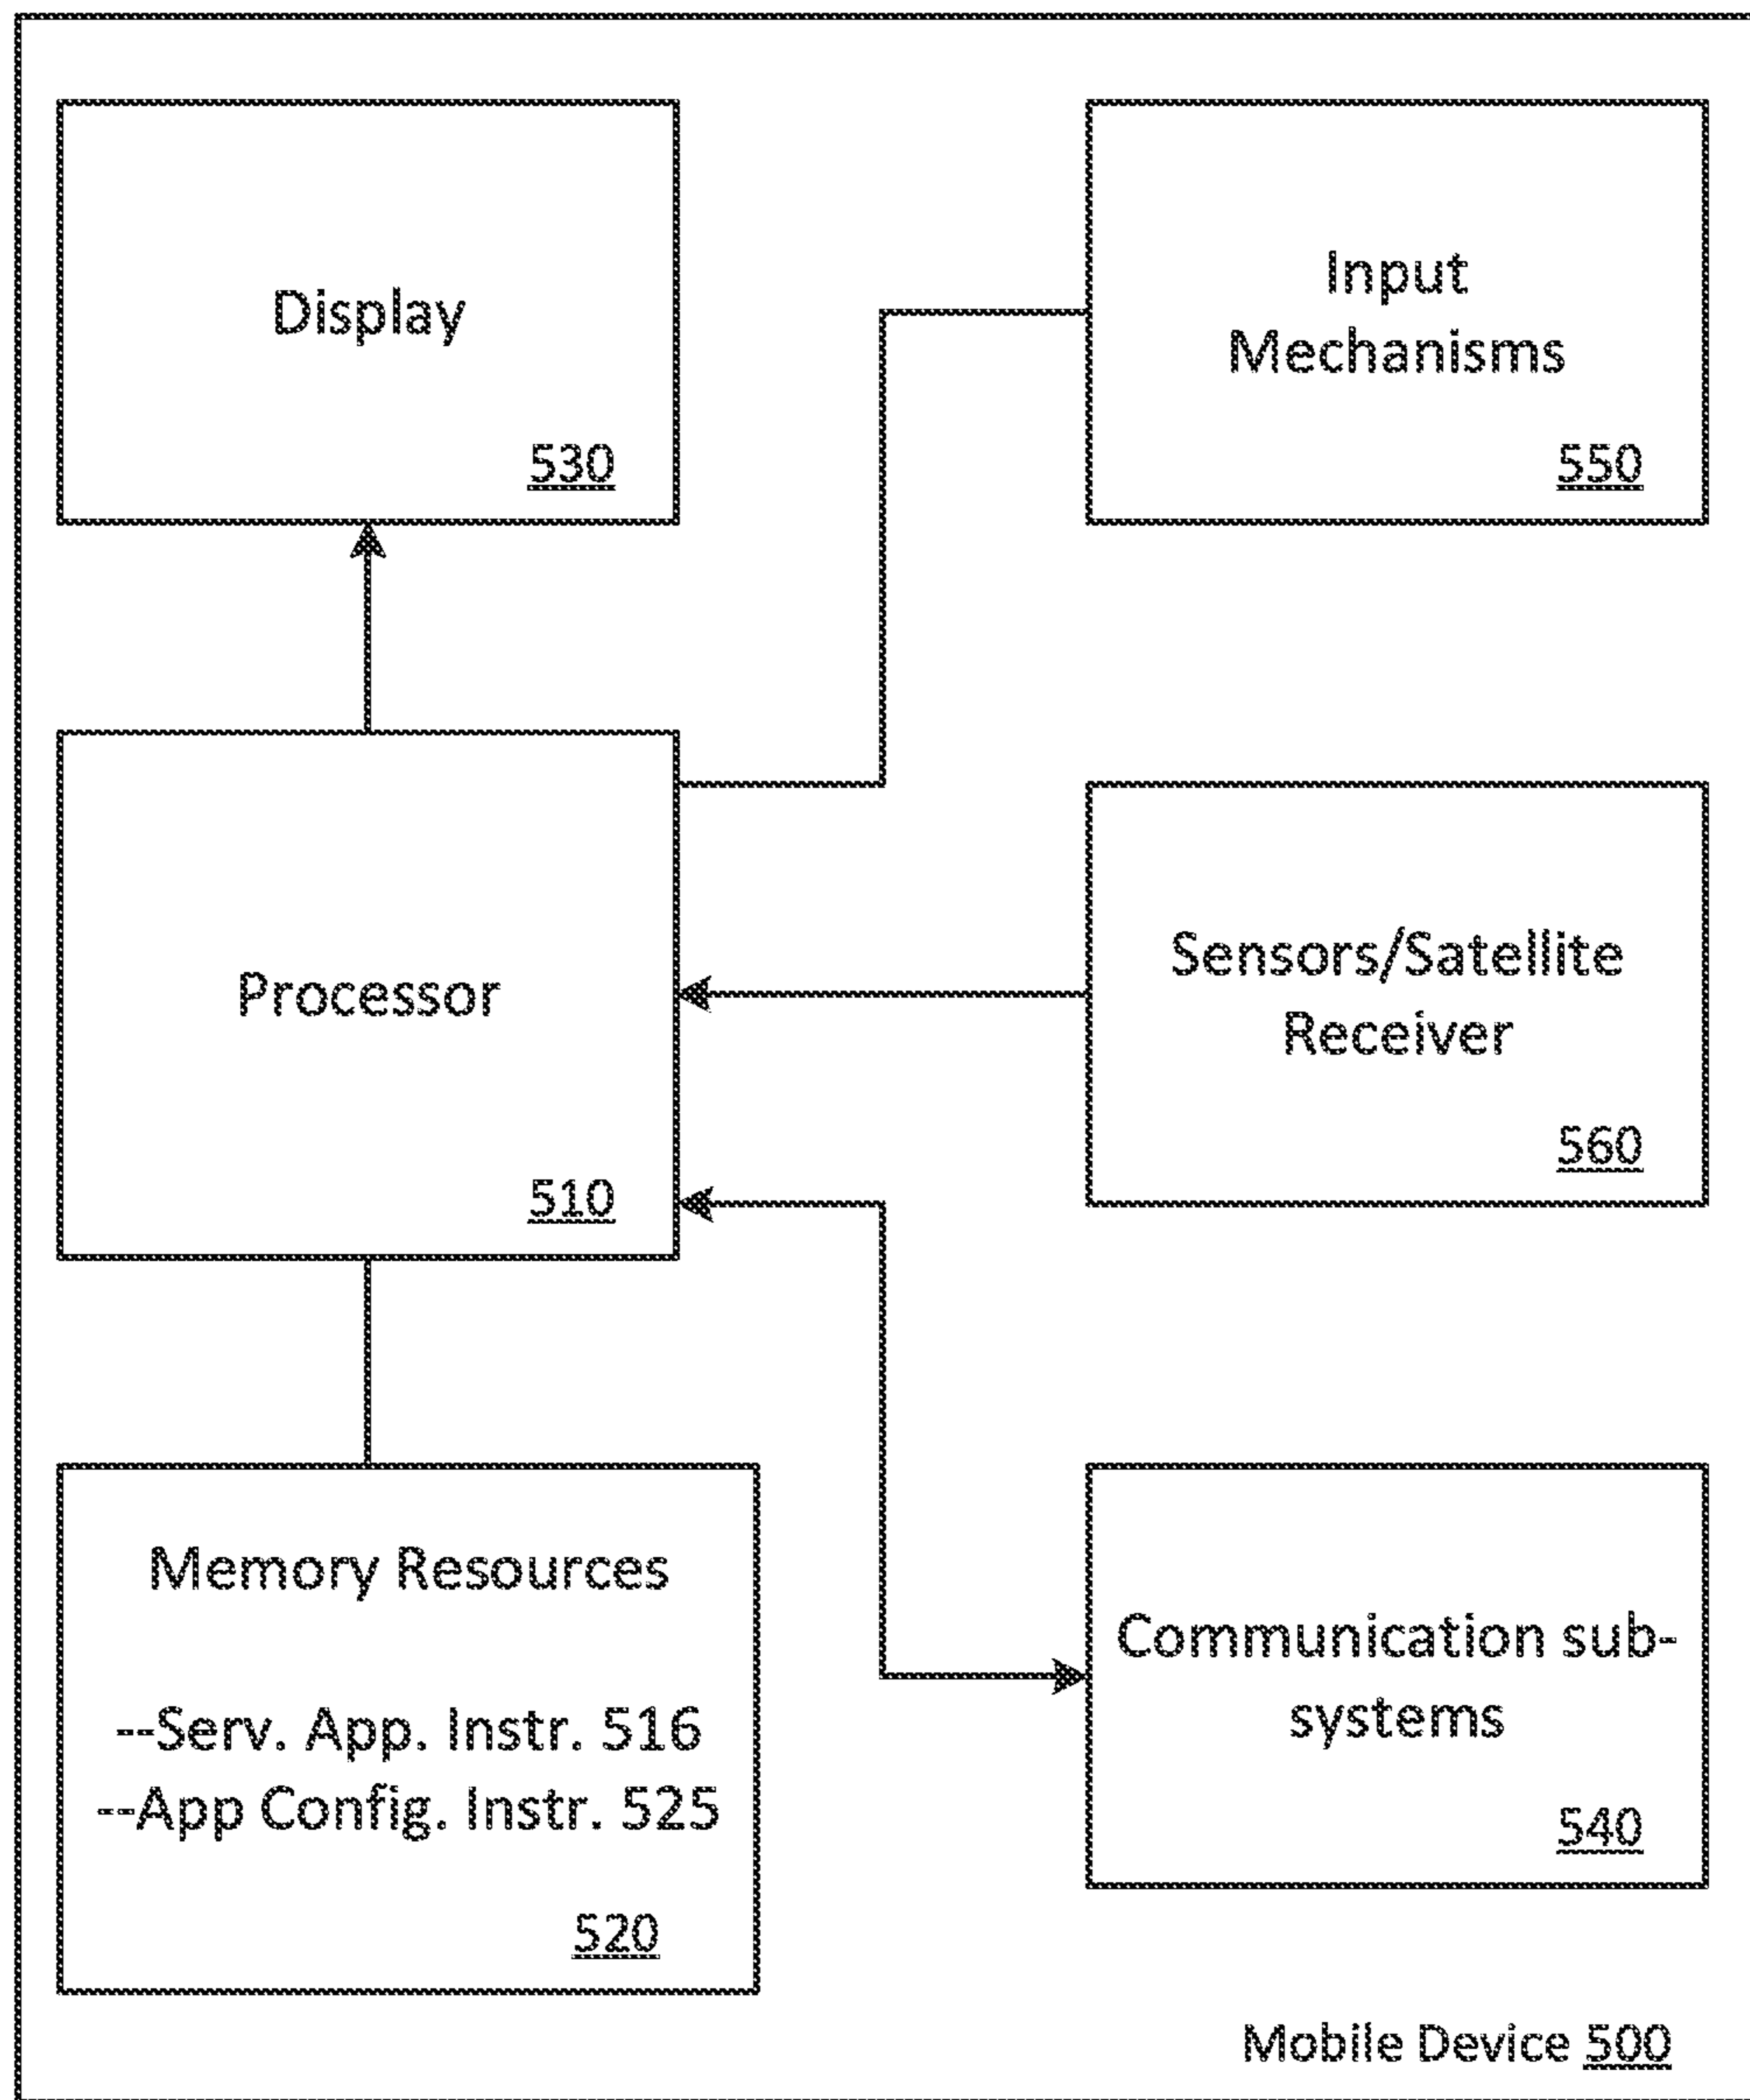 Display
530
Input
Mechanisms
550
Processor
510
Sensors/Satellite
Receiver
560
Memory Resources
--Serv. App. Instr. 516
--App Config. Instr. 525
520
Communication sub-
systems
540
Mobile Device 500